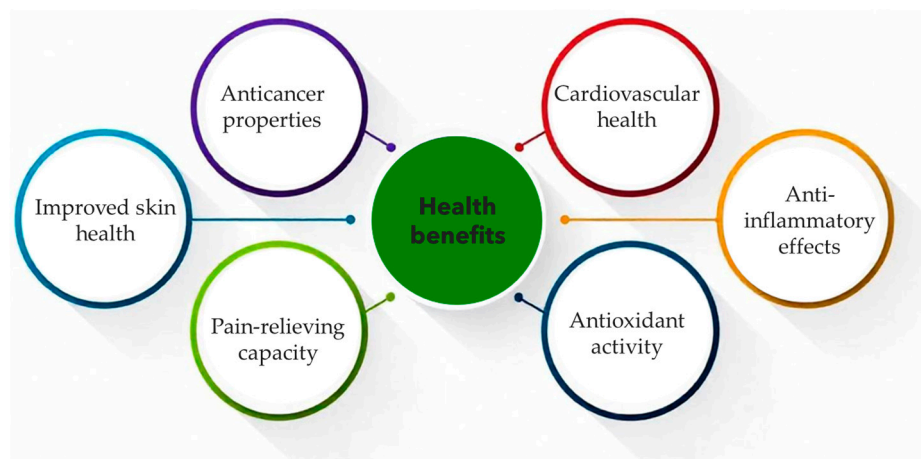 Anticancer
properties
Cardiovascular
health
Improved skin
health
Health
benefits
Anti-
inflammatory
effects
Pain-relieving
capacity
Antioxidant
activity